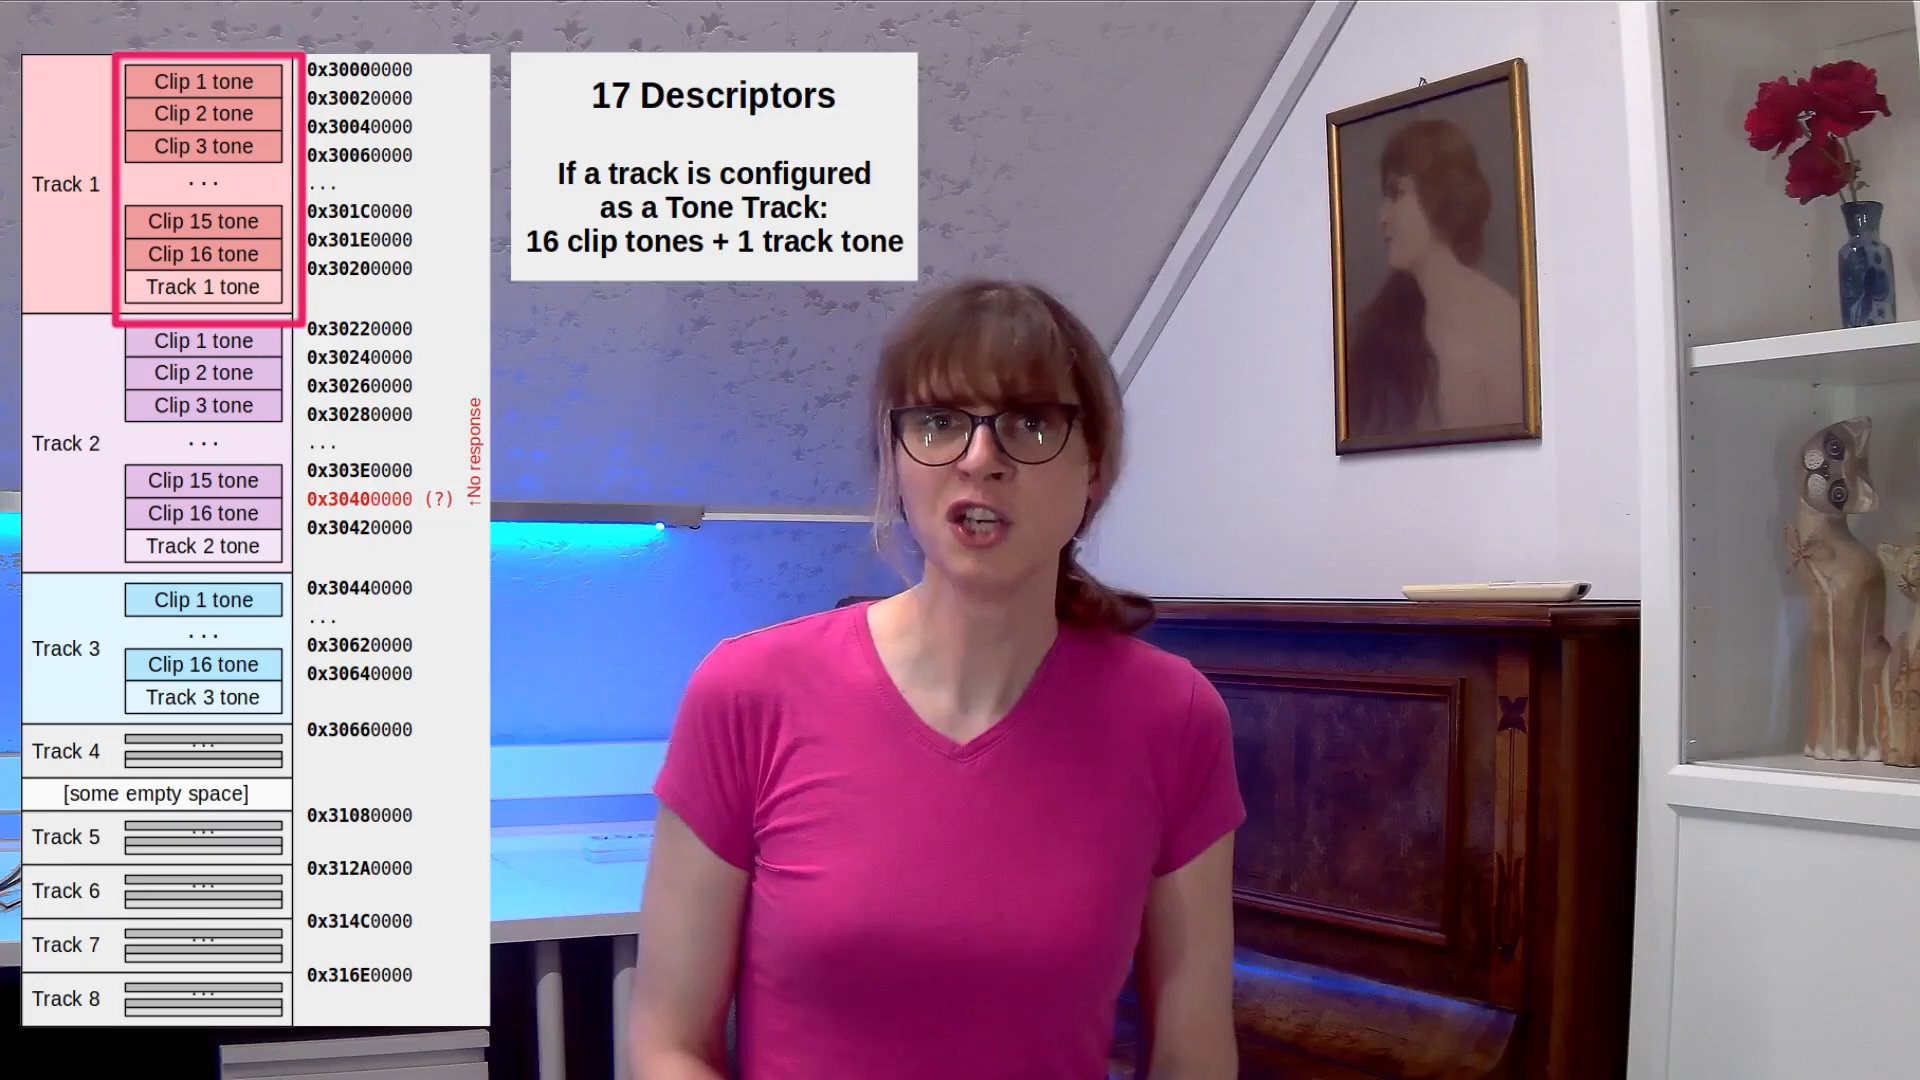 Track 1
Clip 1 tone
Clip 2 tone
Clip 3 tone
...
Clip 15 tone
Clip 16 tone
Track 1 tone
0x30000000
0x30020000
0x30040000
0x30060000
...
0x301C0000
0x301E0000
0x30200000
Track 2
Clip 1 tone
Clip 2 tone
Clip 3 tone
...
Clip 15 tone
Clip 16 tone
Track 2 tone
0x30220000
0x30240000
0x30260000
0x30280000
...
0x303E0000
0x30400000 (?)
0x30420000
↑No response
Track 3
Clip 1 tone
...
Clip 16 tone
Track 3 tone
0x30440000
...
0x30620000
0x30640000
Track 4
...
0x30660000
[some empty space]
Track 5
...
0x31080000
Track 6
...
0x312A0000
Track 7
...
0x314C0000
Track 8
...
0x316E0000
17 Descriptors
If a track is configured
as a Tone Track:
16 clip tones + 1 track tone